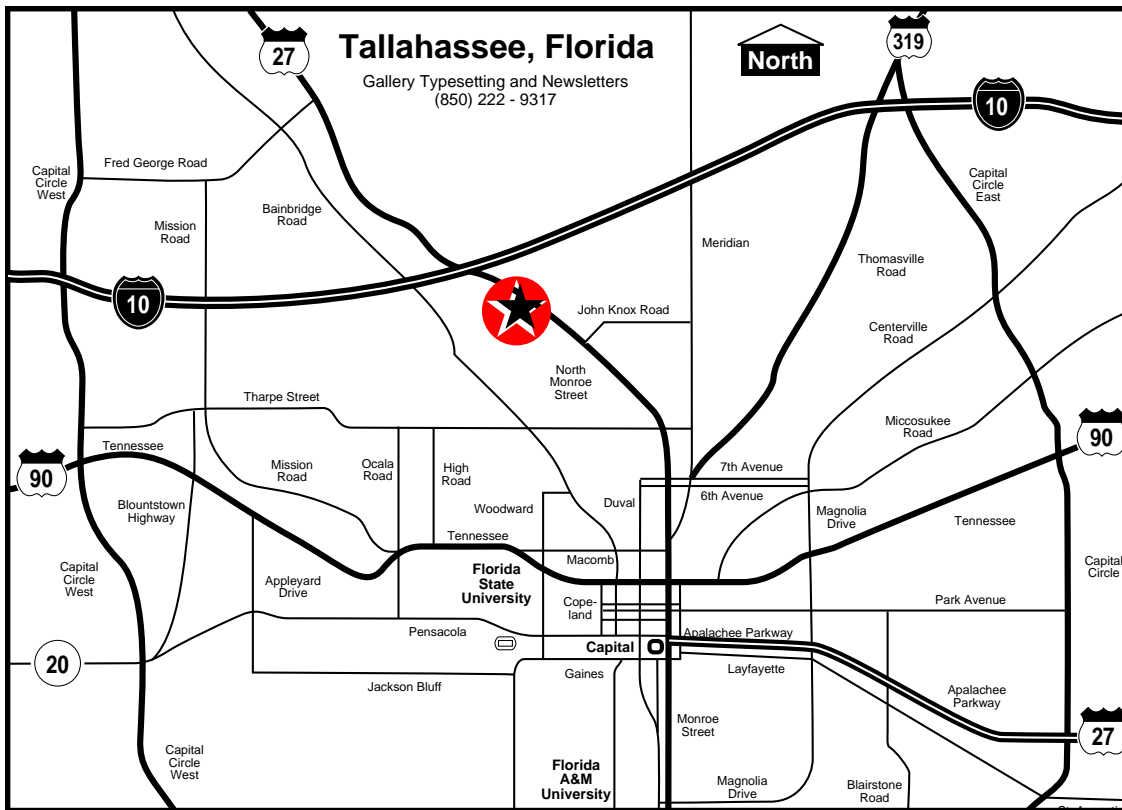 Tallahassee, Florida
Gallery Typesetting and Newsletters
(850) 222 - 9317
North
27
319
10
Capital
Circle
West
Fred George Road
Mission
Road
Bainbridge
Road
Capital
Circle
East
Meridian
Thomasville
Road
10
John Knox Road
Centerville
Road
North
Monroe
Street
Tharpe Street
Miccosukee
Road
90
Tennessee
90
Mission
Road
Ocala
Road
High
Road
7th Avenue
6th Avenue
Blountstown
Highway
Woodward
Duval
Magnolia
Drive
Tennessee
Tennessee
Macomb
Capital
Circle
West
Appleyard
Drive
Florida
State
University
Capital
Circle
Cope-
land
Park Avenue
Pensacola
Capital
Apalachee Parkway
20
Gaines
Layfayette
Jackson Bluff
Apalachee
Parkway
Monroe
Street
27
Capital
Circle
West
Florida
A&M
University
Magnolia
Drive
Blairstone
Road